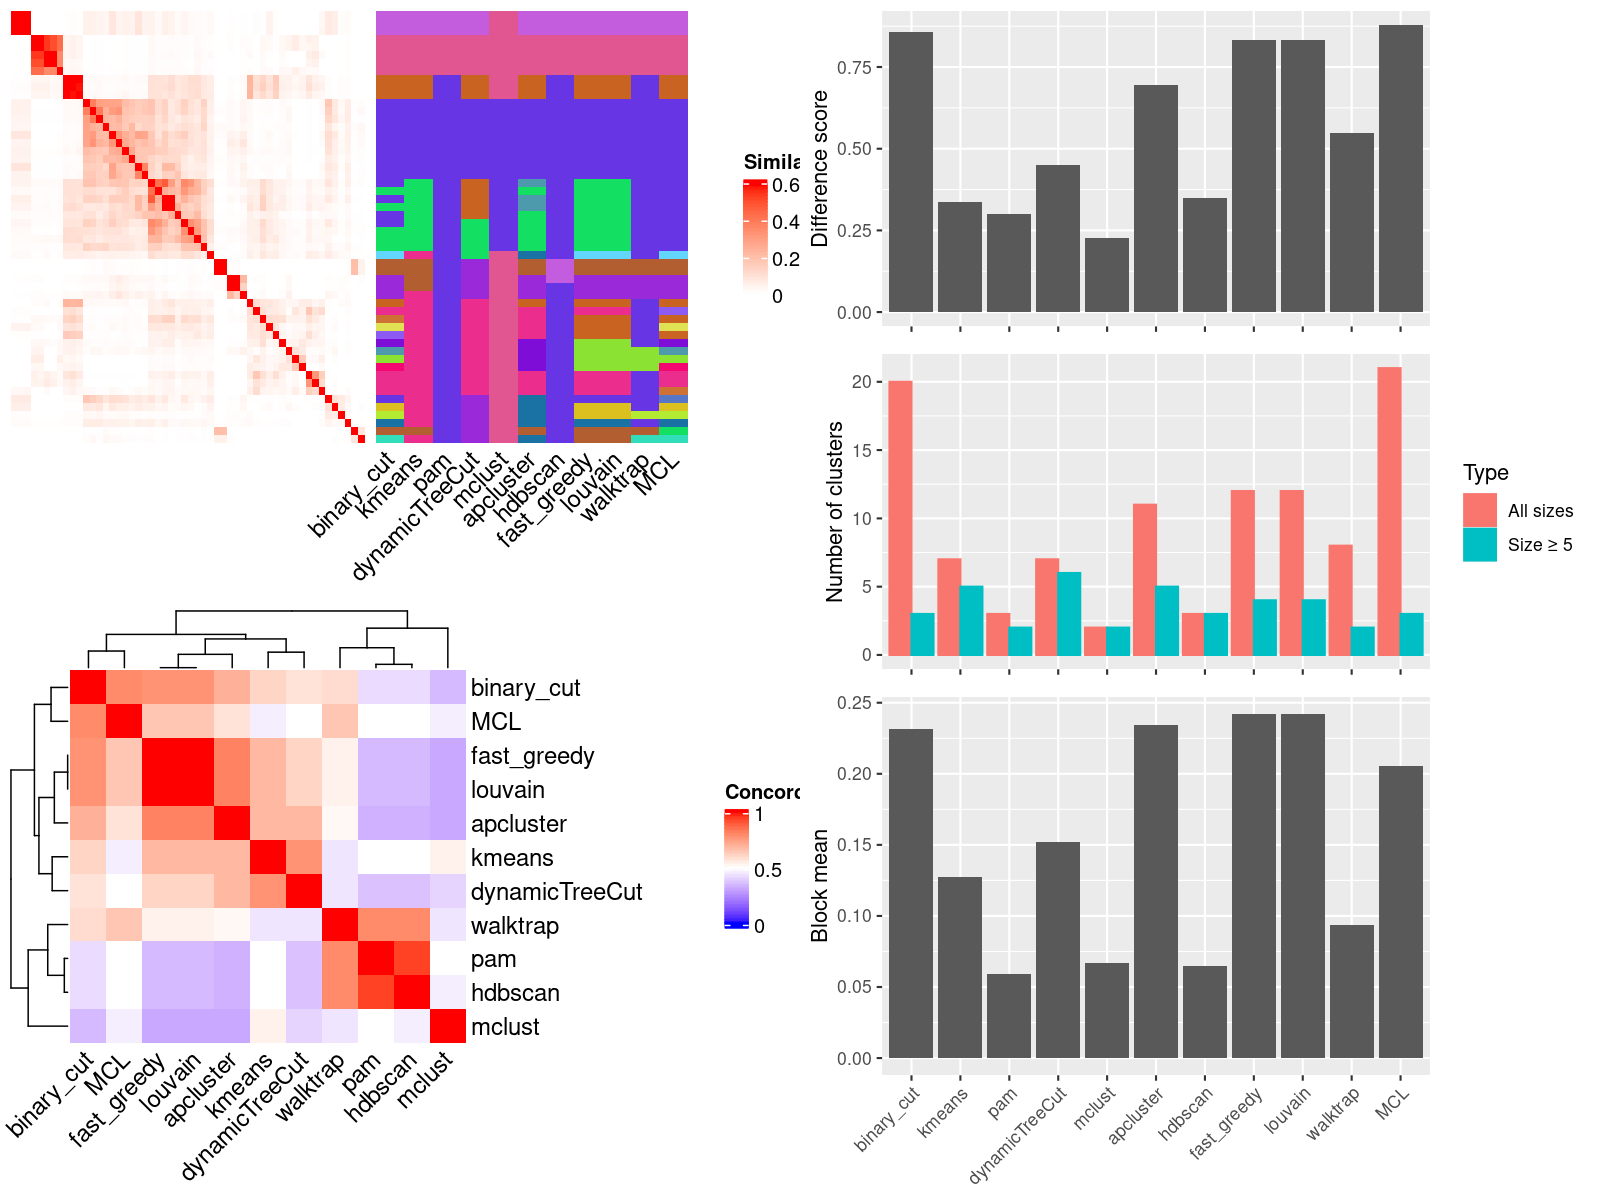 Simila
0.6
0.4
0.2
0
binary_cut
kmeans
pam
dynamicTreeCut
mclust
apcluster
hdbscan
fast_greedy
louvain
walktrap
MCL
binary_cut
MCL
fast_greedy
louvain
apcluster
kmeans
dynamicTreeCut
walktrap
pam
hdbscan
mclust
binary_cut
MCL
fast_greedy
louvain
apcluster
kmeans
dynamicTreeCut
walktrap
pam
hdbscan
mclust
Concord
1
0.5
0
Difference score
0.75
0.50
0.25
0.00
Number of clusters
20
15
10
5
0
Type
All sizes
Size ≥ 5
Block mean
0.25
0.20
0.15
0.10
0.05
0.00
binary_cut
kmeans
pam
dynamicTreeCut
mclust
apcluster
hdbscan
fast_greedy
louvain
walktrap
MCL